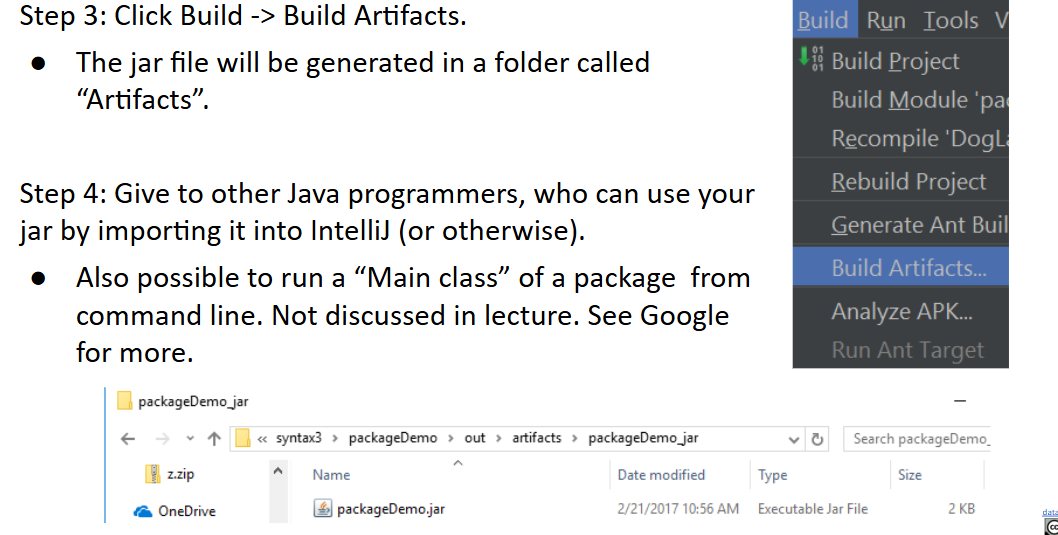 Step 3: Click Build -> Build Artifacts.
● The jar file will be generated in a folder called
“Artifacts”.
Step 4: Give to other Java programmers, who can use your
jar by importing it into IntelliJ (or otherwise).
● Also possible to run a “Main class” of a package from
command line. Not discussed in lecture. See Google
for more.
Build Run Tools V
Build Project
Build Module 'pa
Recompile 'DogL
Rebuild Project
Generate Ant Buil
Build Artifacts...
Analyze APK...
Run Ant Target
packageDemo_jar
« syntax3 > packageDemo > out > artifacts > packageDemo_jar
Search packageDemo_
z.zip
Name Date modified Type Size
OneDrive
packageDemo.jar 2/21/2017 10:56 AM Executable Jar File 2 KB
data